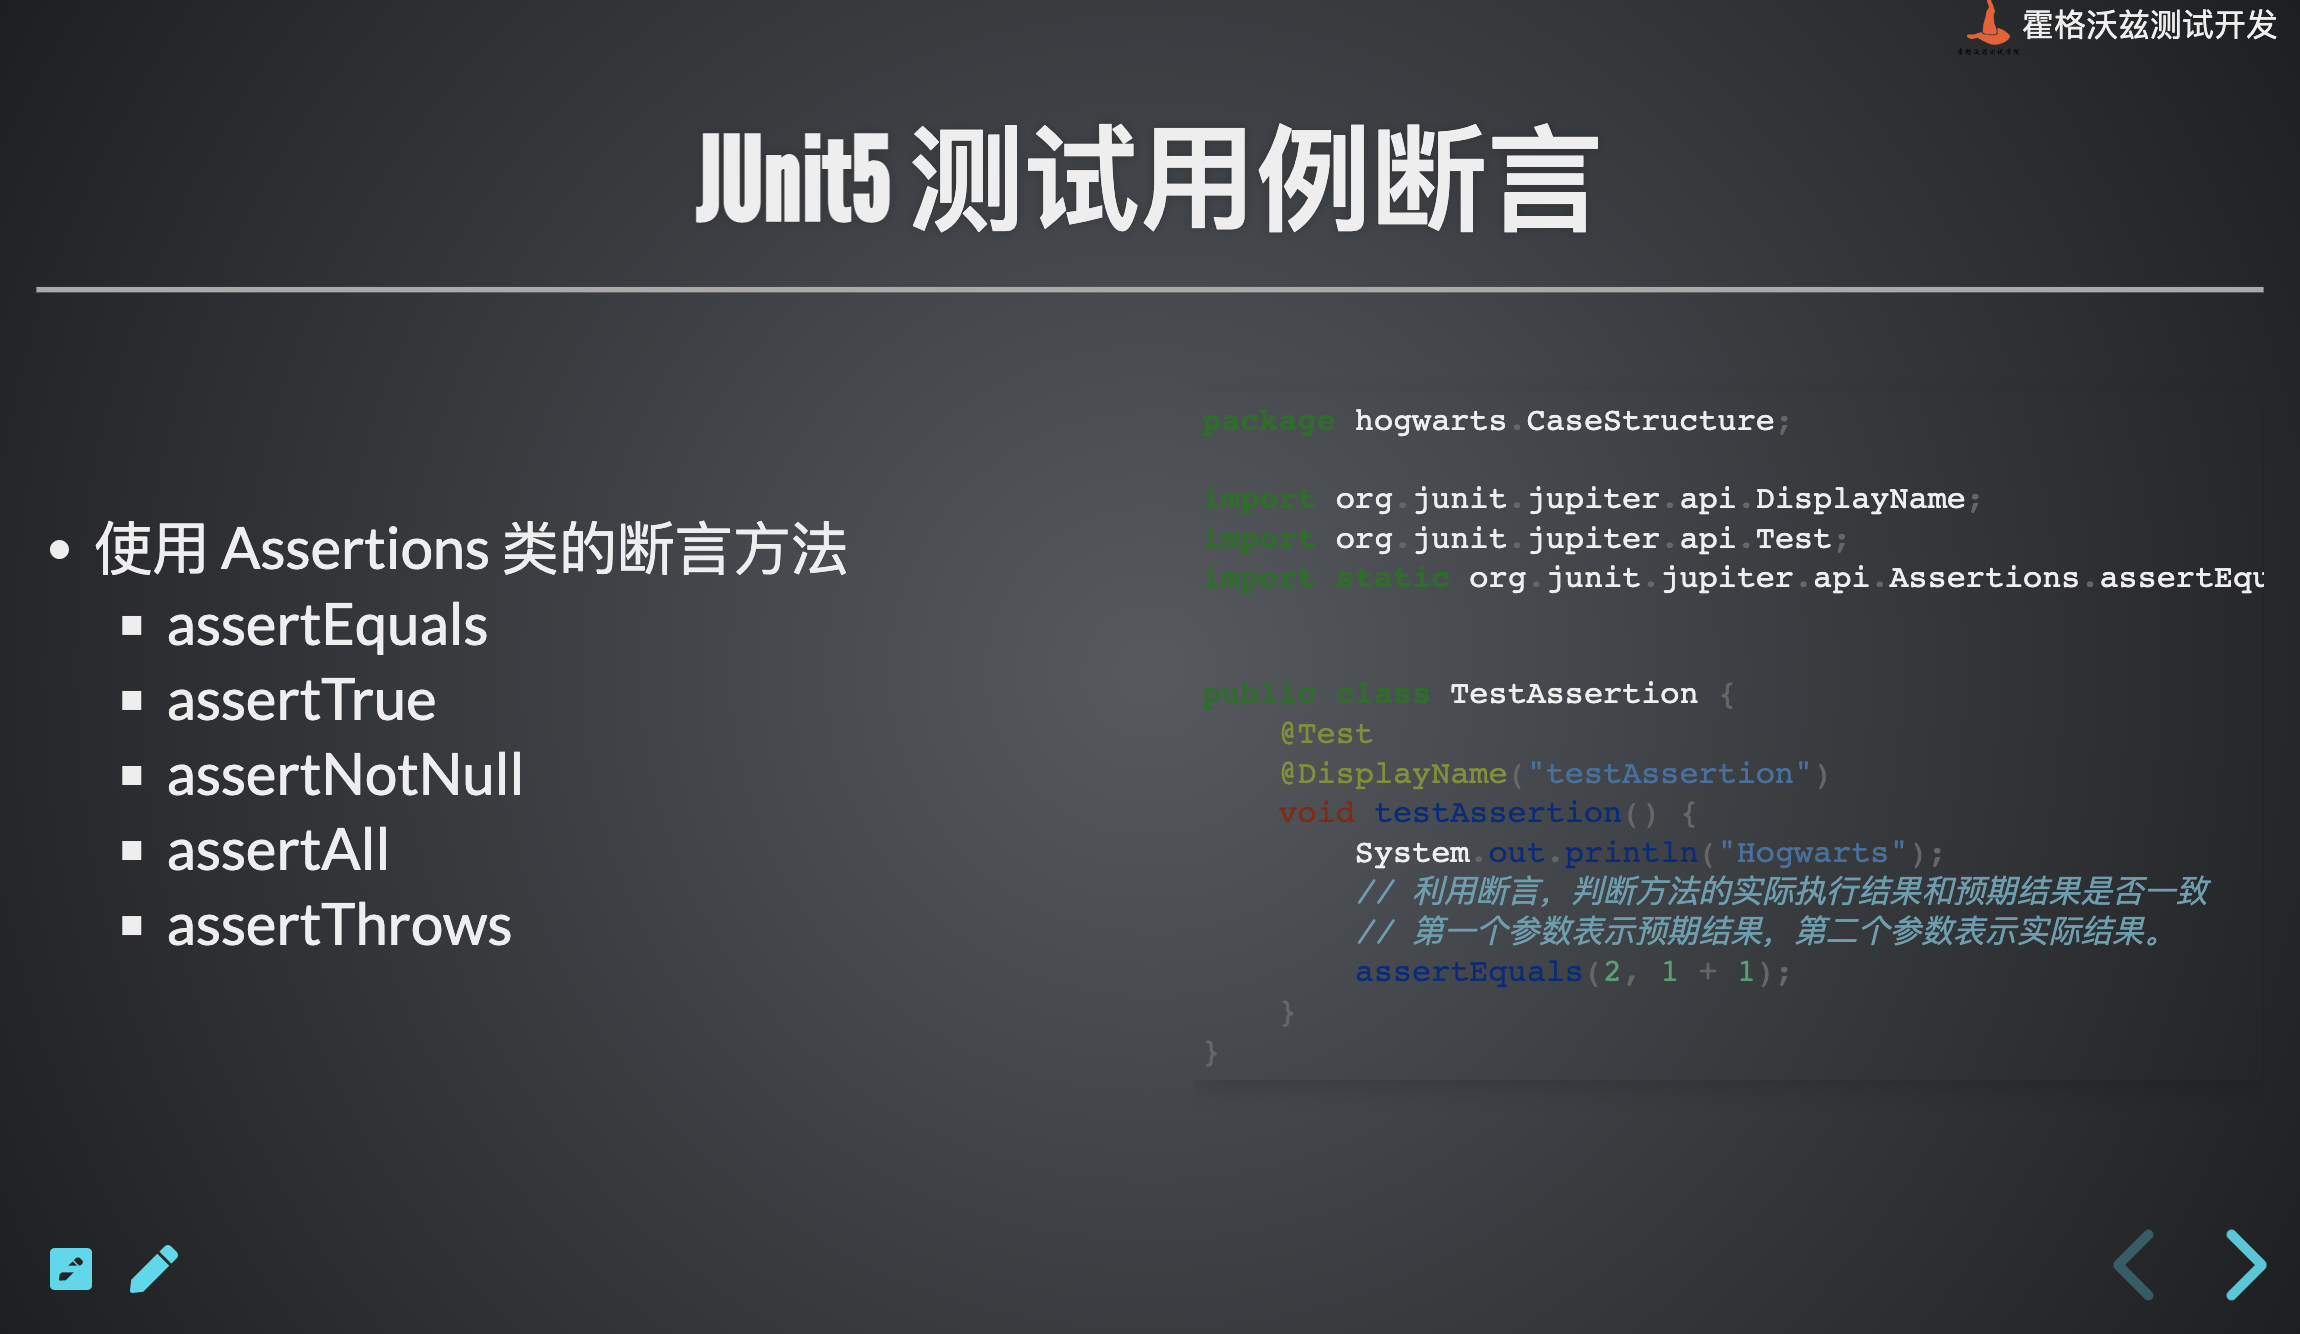 霍格沃兹测试开发
JUnit5 测试用例断言
使用 Assertions 类的断言方法
assertEquals
assertTrue
assertNotNull
assertAll
assertThrows
package hogwarts.CaseStructure;
import org.junit.jupiter.api.DisplayName;
import org.junit.jupiter.api.Test;
import static org.junit.jupiter.api.Assertions.assertEqu
public class TestAssertion {
@Test
@DisplayName("testAssertion")
void testAssertion() {
System.out.println("Hogwarts");
// 利用断言，判断方法的实际执行结果和预期结果是否一致
// 第一个参数表示预期结果，第二个参数表示实际结果。
assertEquals(2, 1 + 1);
}
}